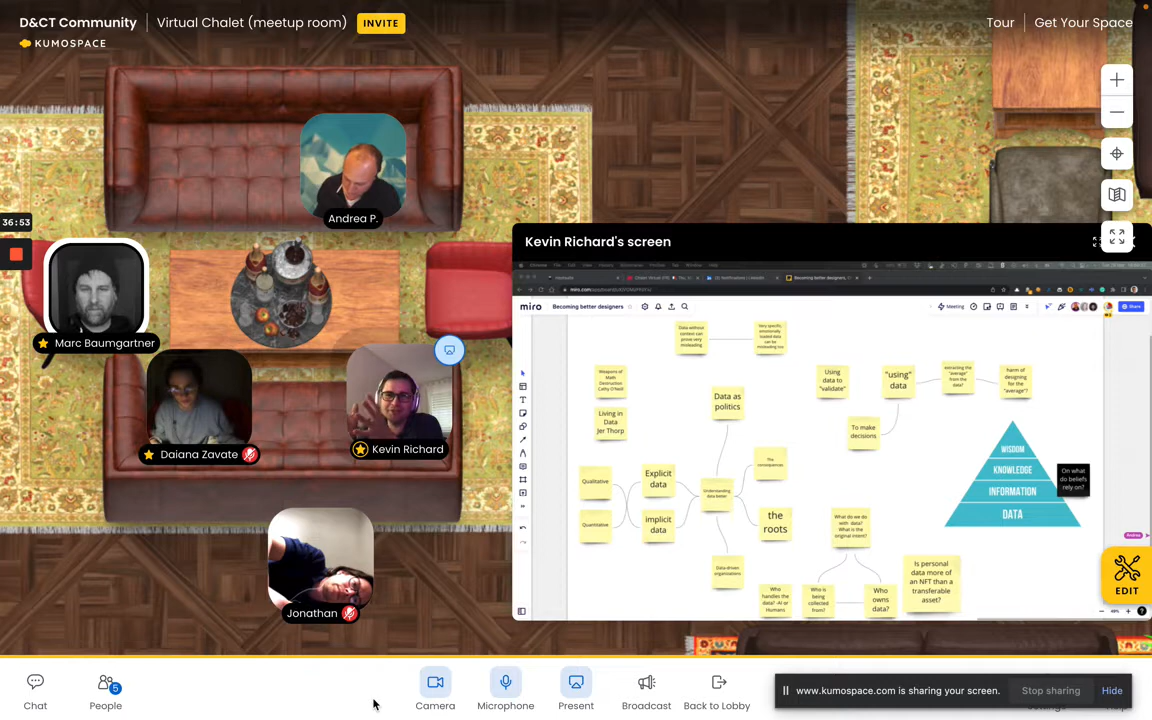 D&CT Community
Virtual Chalet (meetup room)
INVITE
Tour
Get Your Space
KUMOSPACE
Andrea P.
36:53
Marc Baumgartner
Daiana Zavate
Kevin Richard
Jonathan
Kevin Richard's screen
miro
Becoming better designers
Meeting
Share
Data without context can prove very misleading
Very specific, emotionally loaded data can be misleading too
Weapons of Math Destruction Cathy O'Neil
Living in Data Jer Thorp
Data as politics
Using data to "validate"
"using" data
extracting the "average" from the data?
harm of designing for the "average"?
To make decisions
WISDOM
KNOWLEDGE
INFORMATION
DATA
On what do beliefs rely on?
Qualitative
Explicit data
Understanding data better
The consequences
Quantitative
implicit data
the roots
What do we do with data? What is the original intent?
Data-driven organizations
Who handles the data? -AI or Humans
Who is being collected from?
Who owns data?
Is personal data more of an NFT than a transferable asset?
Andrea
EDIT
Chat
5
People
Camera
Microphone
Present
Broadcast
Back to Lobby
www.kumospace.com is sharing your screen.
Stop sharing
Hide